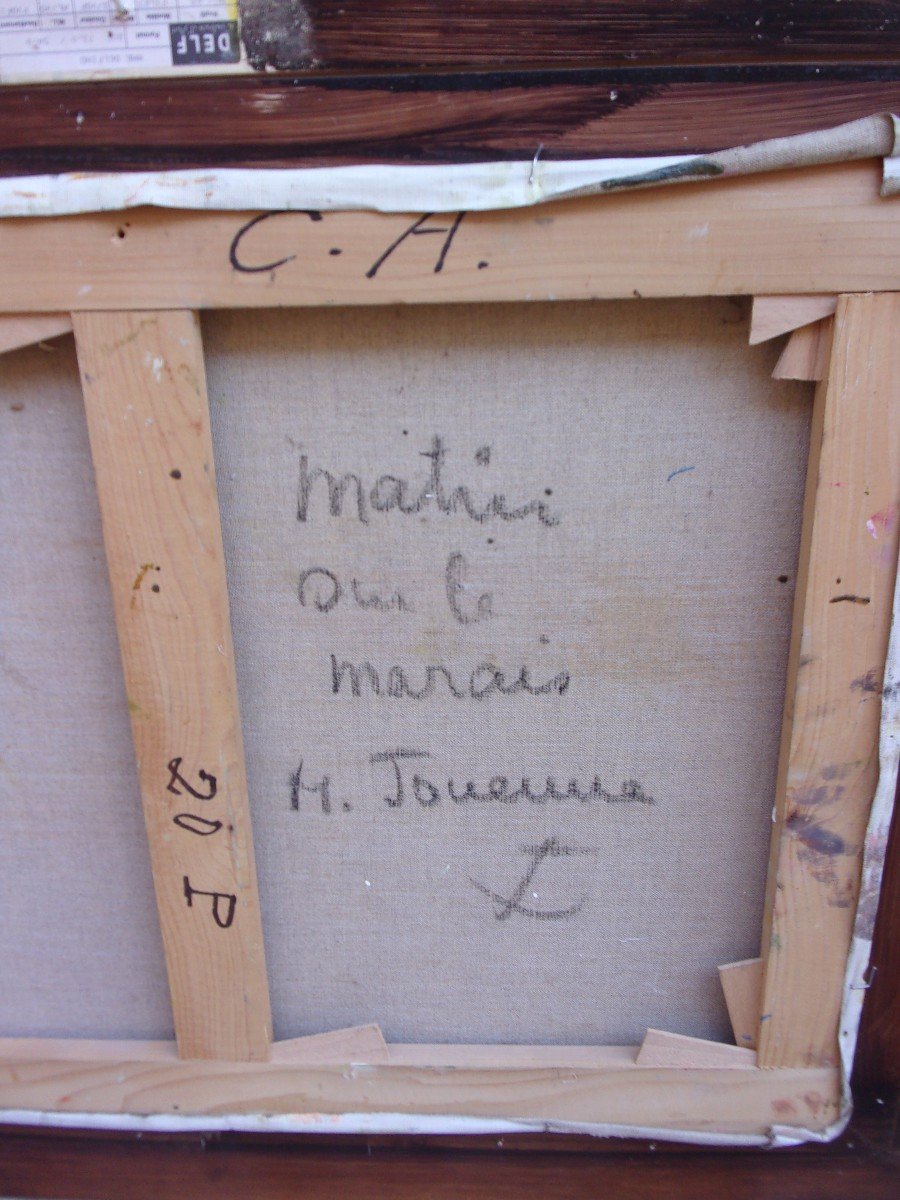 DELF
C. A.
Matin
sur le
marais
M. Jouenne
20 P